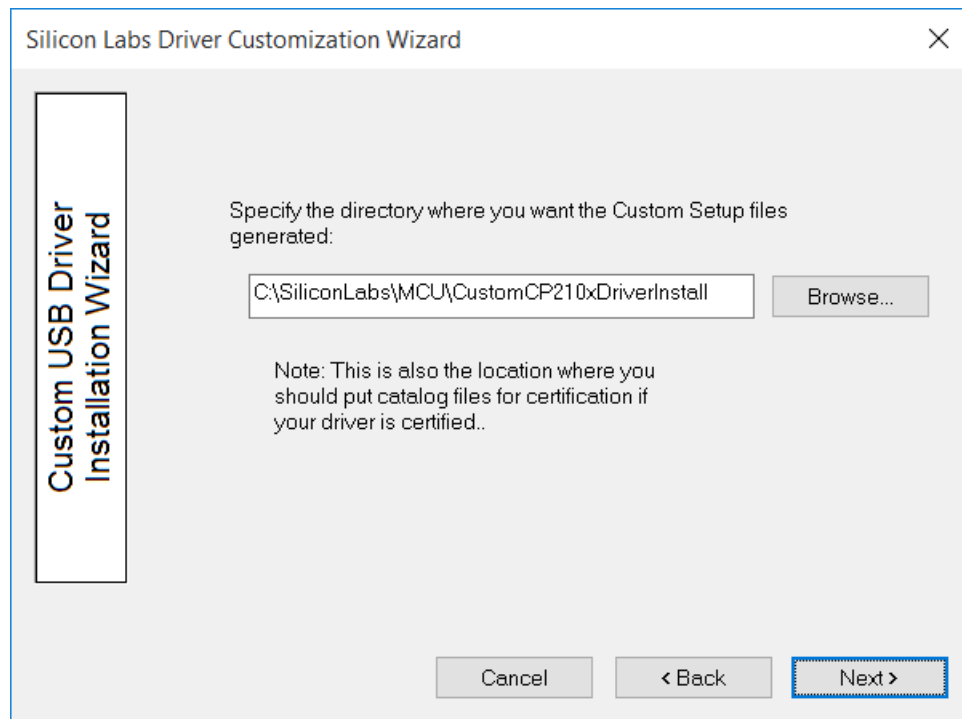 Silicon Labs Driver Customization Wizard
Custom USB Driver
Installation Wizard
Specify the directory where you want the Custom Setup files
generated:
C:\SiliconLabs\MCU\CustomCP210xDriverInstall
Browse...
Note: This is also the location where you
should put catalog files for certification if
your driver is certified..
Cancel
< Back
Next >